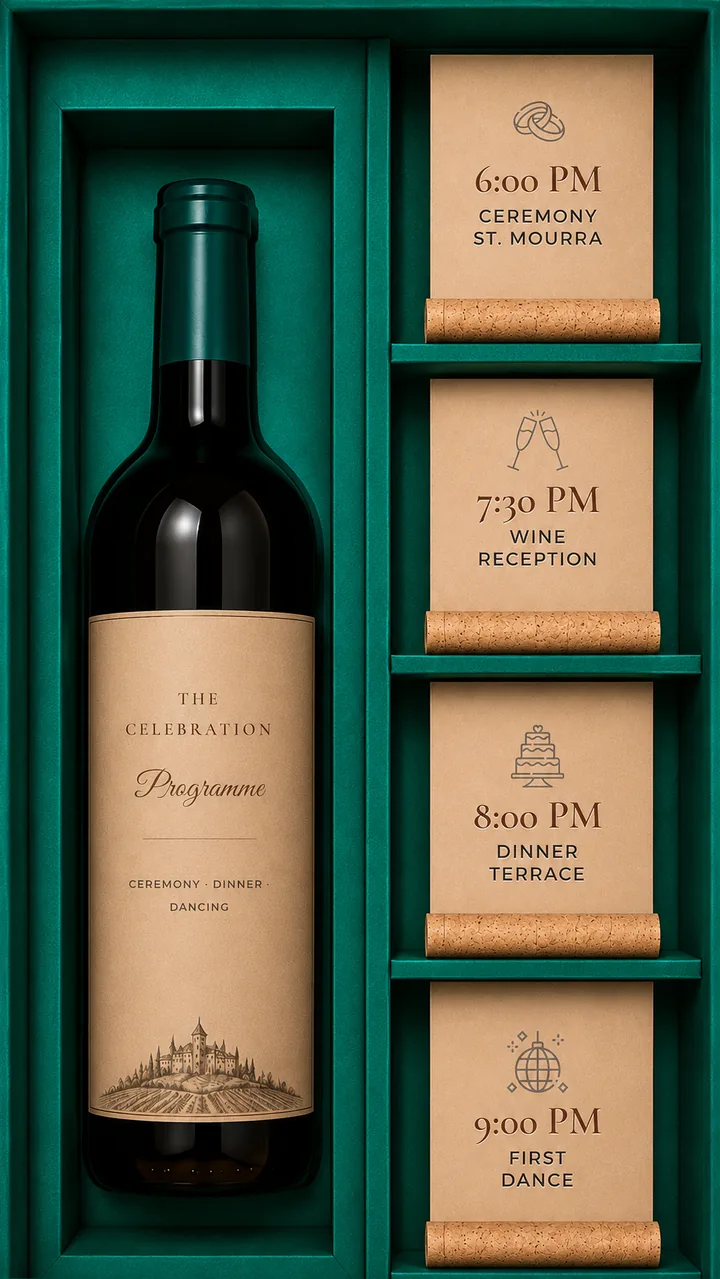 THE
CELEBRATION
Programme
CEREMONY · DINNER ·
DANCING
6:00 PM
CEREMONY
ST. MOURRA
7:30 PM
WINE
RECEPTION
8:00 PM
DINNER
TERRACE
9:00 PM
FIRST
DANCE